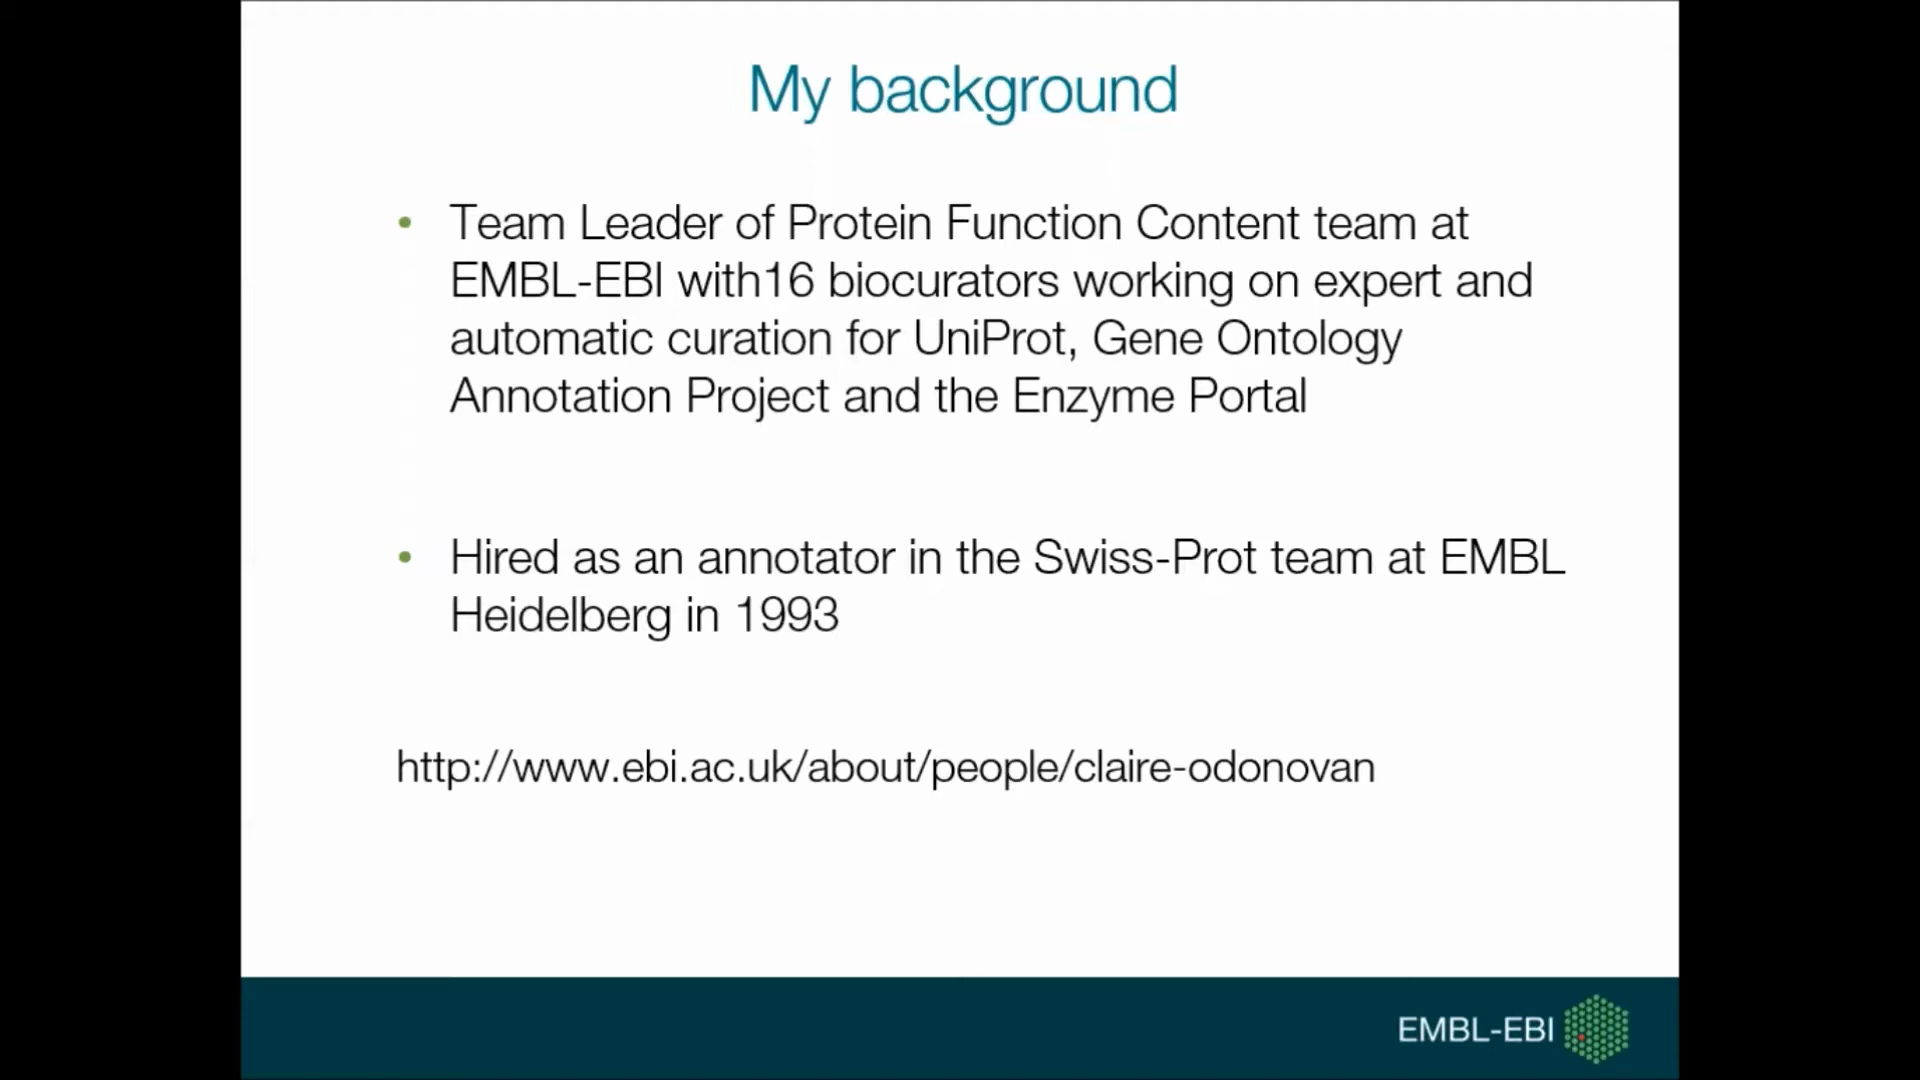 My background
• Team Leader of Protein Function Content team at
EMBL-EBI with16 biocurators working on expert and
automatic curation for UniProt, Gene Ontology
Annotation Project and the Enzyme Portal
• Hired as an annotator in the Swiss-Prot team at EMBL
Heidelberg in 1993
http://www.ebi.ac.uk/about/people/claire-odonovan
EMBL-EBI